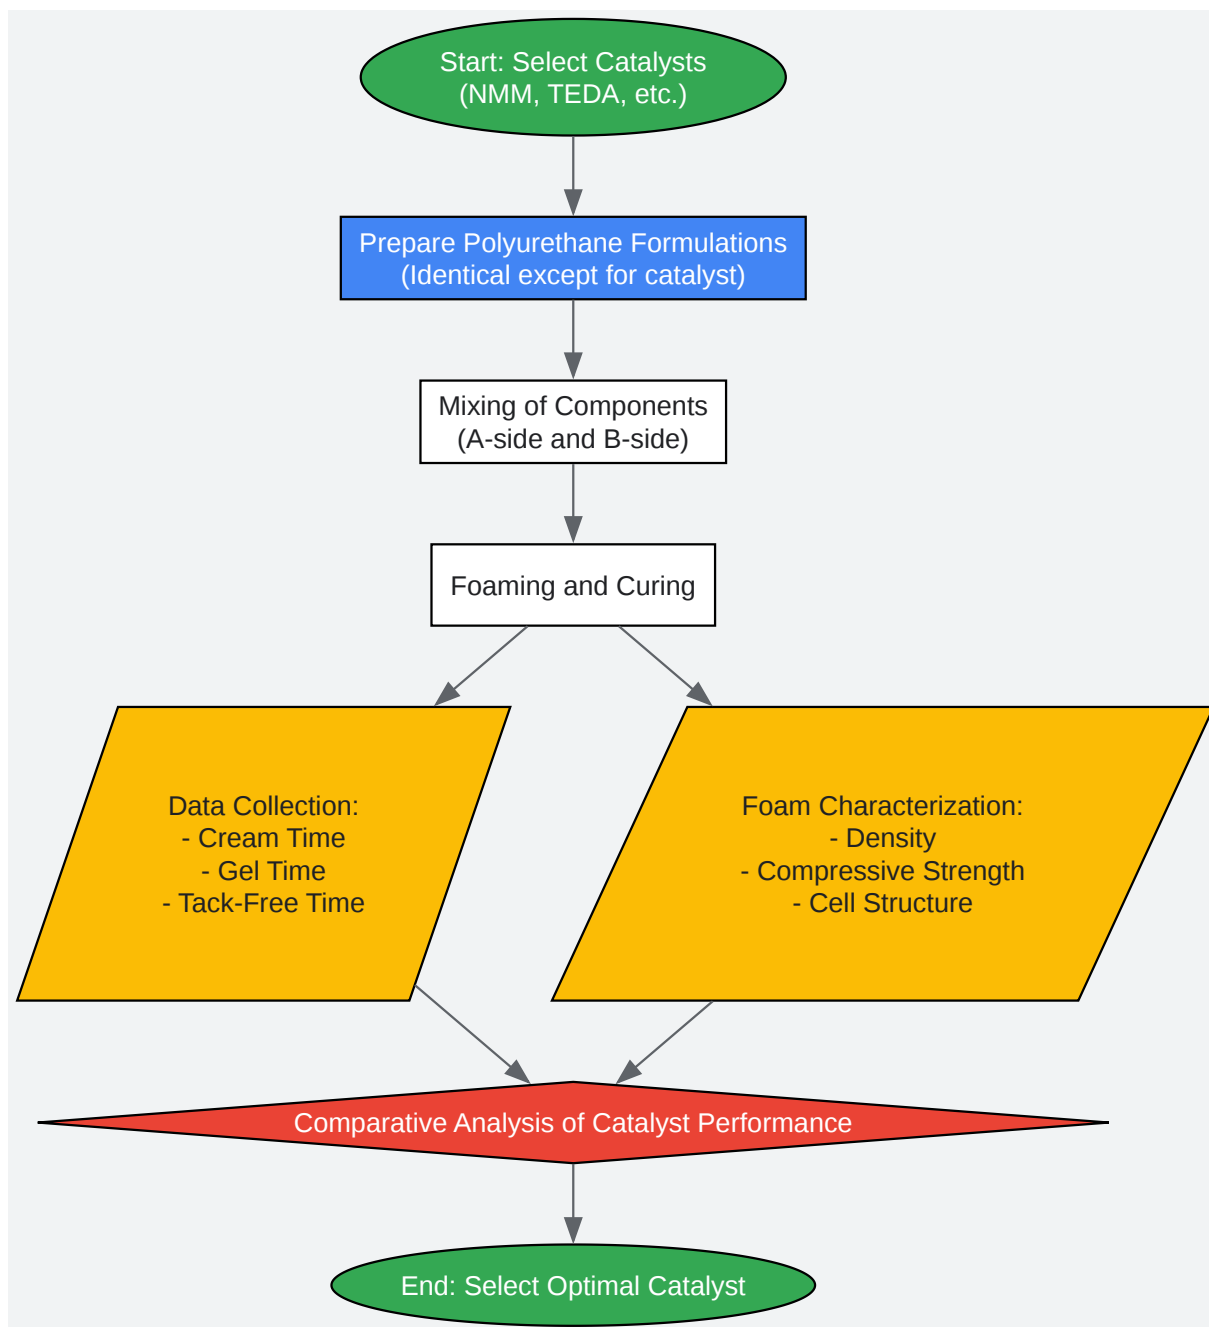 Start: Select Catalysts
(NMM, TEDA, etc.)
Prepare Polyurethane Formulations
(Identical except for catalyst)
Mixing of Components
(A-side and B-side)
Foaming and Curing
Data Collection:
- Cream Time
- Gel Time
- Tack-Free Time
Foam Characterization:
- Density
- Compressive Strength
- Cell Structure
Comparative Analysis of Catalyst Performance
End: Select Optimal Catalyst